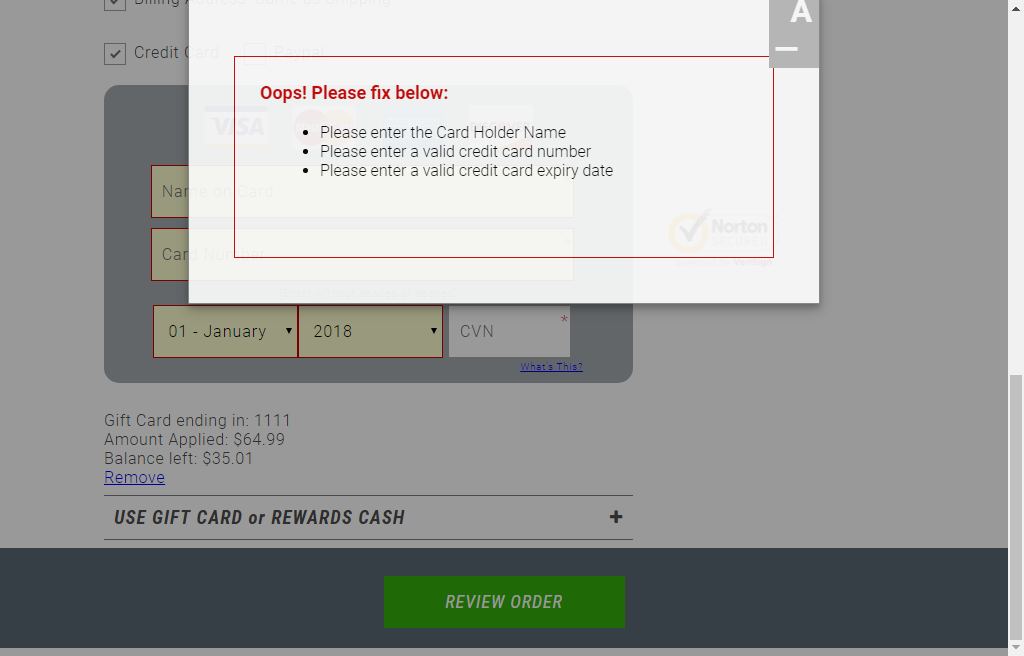 Billing Address Same as Shipping
A
Credit Card Paypal
Oops! Please fix below:
VISA
Please enter the Card Holder Name
Please enter a valid credit card number
Please enter a valid credit card expiry date
Name on Card
Norton
SECURED
Card Number
01 - January
2018
CVN
*
What's This?
Gift Card ending in: 1111
Amount Applied: $64.99
Balance left: $35.01
Remove
USE GIFT CARD or REWARDS CASH
REVIEW ORDER